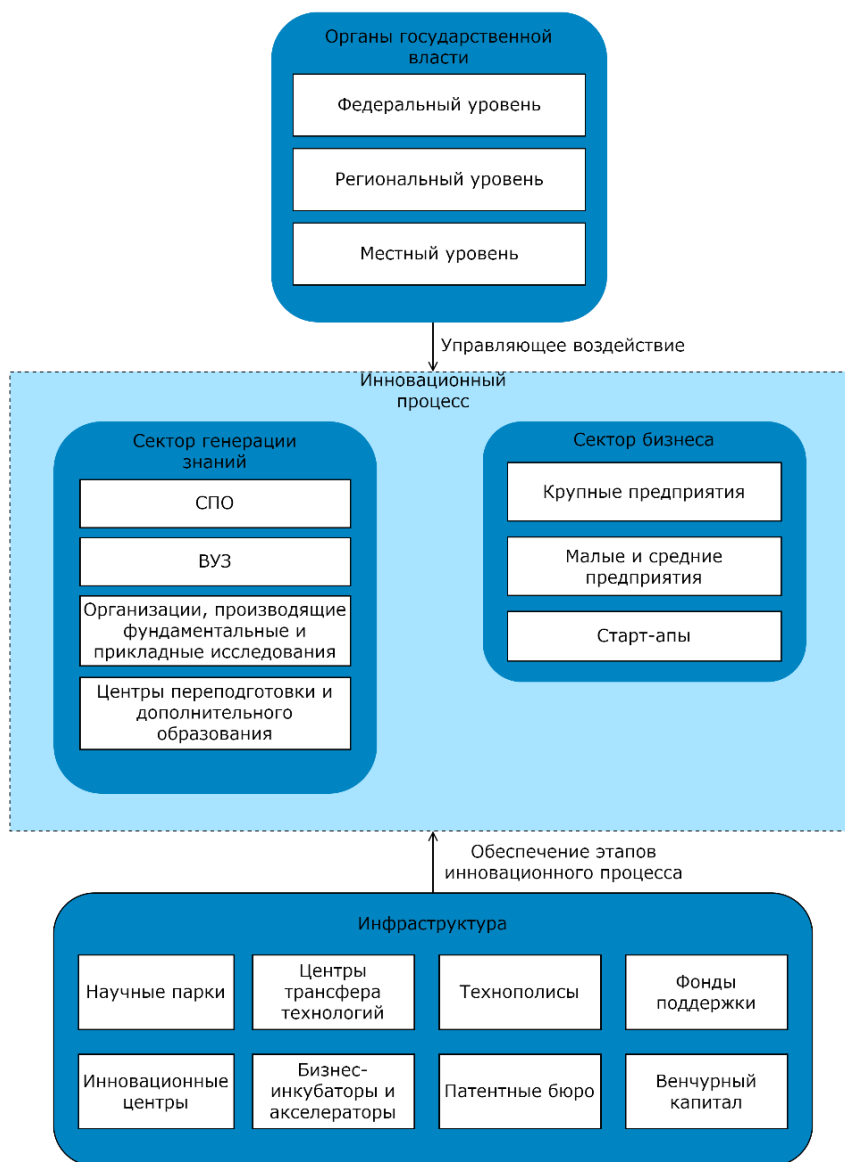 Органы государственной
власти
Федеральный уровень
Региональный уровень
Местный уровень
Управляющее воздействие
Инновационный
процесс
Сектор генерации
знаний
СПО
ВУЗ
Организации, производящие
фундаментальные и
прикладные исследования
Центры переподготовки и
дополнительного
образования
Сектор бизнеса
Крупные предприятия
Малые и средние
предприятия
Старт-апы
Обеспечение этапов
инновационного процесса
Инфраструктура
Научные парки
Центры
трансфера
технологий
Технополисы
Фонды
поддержки
Инновационные
центры
Бизнес-
инкубаторы и
акселераторы
Патентные бюро
Венчурный
капитал